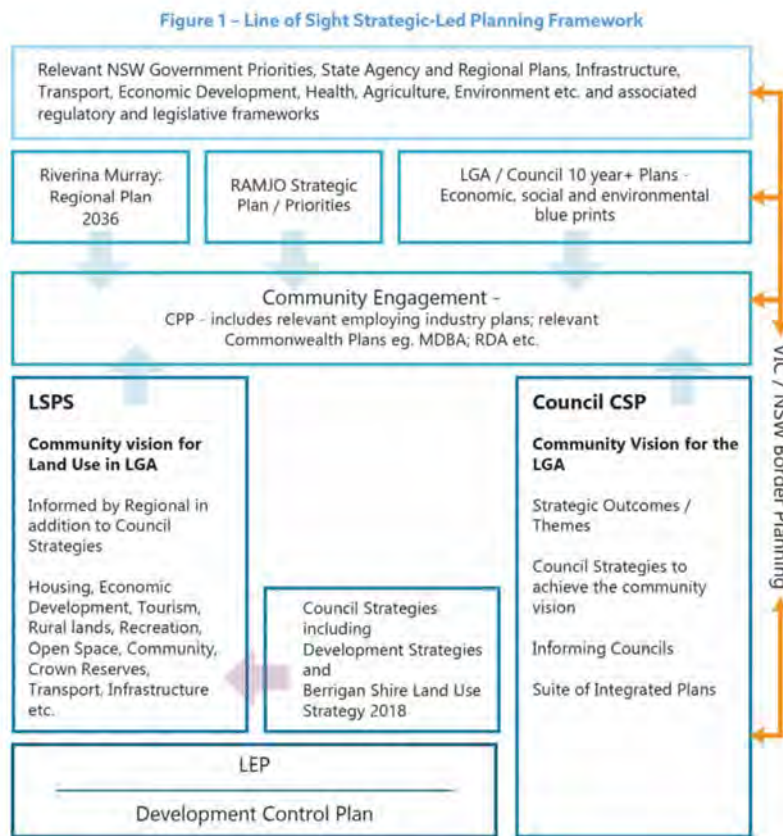 Figure 1 – Line of Sight Strategic-Led Planning Framework
Relevant NSW Government Priorities, State Agency and Regional Plans, Infrastructure,
Transport, Economic Development, Health, Agriculture, Environment etc. and associated
regulatory and legislative frameworks
Riverina Murray:
Regional Plan
2036
RAMJO Strategic
Plan / Priorities
LGA / Council 10 year+ Plans -
Economic, social and environmental
blue prints
Community Engagement -
CPP - includes relevant employing industry plans; relevant
Commonwealth Plans eg. MDBA; RDA etc.
LSPS
Community vision for
Land Use in LGA
Informed by Regional in
addition to Council
Strategies
Housing, Economic
Development, Tourism,
Rural lands, Recreation,
Open Space, Community,
Crown Reserves,
Transport, Infrastructure
etc.
Council Strategies
including
Development Strategies
and
Berrigan Shire Land Use
Strategy 2018
Council CSP
Community Vision for the
LGA
Strategic Outcomes /
Themes
Council Strategies to
achieve the community
vision
Informing Councils
Suite of Integrated Plans
LEP
Development Control Plan
VIC / NSW Border Planning